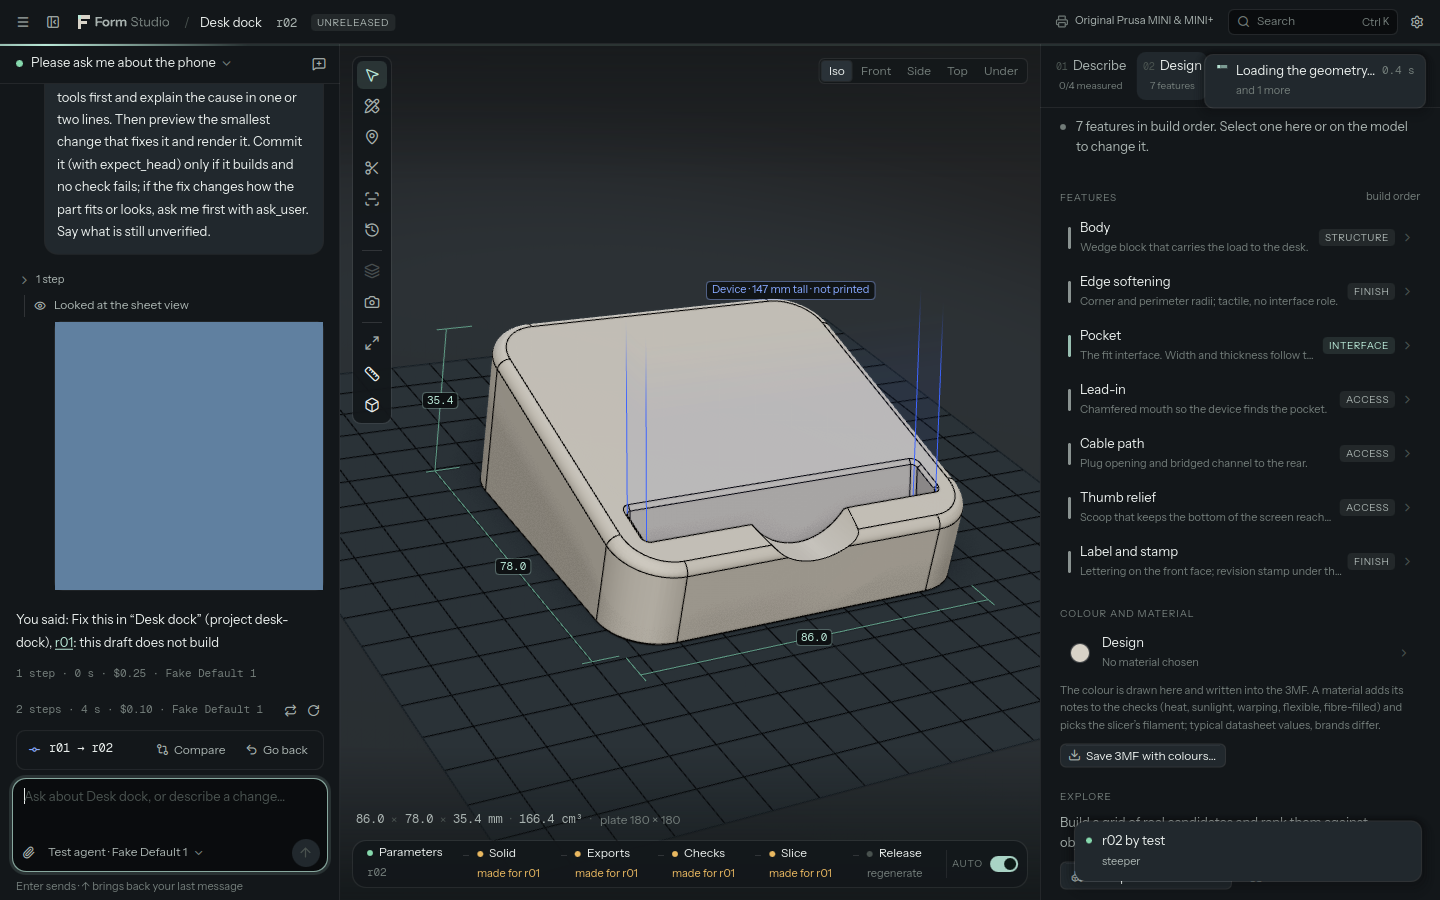 Form Studio / Desk dock r02 UNRELEASED
Original Prusa MINI & MINI+
Search Ctrl K
Please ask me about the phone
tools first and explain the cause in one or
two lines. Then preview the smallest
change that fixes it and render it. Commit
it (with expect_head) only if it builds and
no check fails; if the fix changes how the
part fits or looks, ask me first with ask_user.
Say what is still unverified.
1 step
Looked at the sheet view
You said: Fix this in “Desk dock” (project desk-
dock), r01: this draft does not build
1 step · 0 s · $0.25 · Fake Default 1
2 steps · 4 s · $0.10 · Fake Default 1
r01 → r02 Compare Go back
Ask about Desk dock, or describe a change...
Test agent · Fake Default 1
Enter sends · ↑ brings back your last message
Iso Front Side Top Under
Device · 147 mm tall · not printed
35.4
78.0
86.0
86.0 × 78.0 × 35.4 mm · 166.4 cm³ · plate 180 × 180
Parameters
r02
Solid
made for r01
Exports
made for r01
Checks
made for r01
Slice
made for r01
Release
regenerate
AUTO
01 Describe
0/4 measured
02 Design
7 features
Loading the geometry... 0.4 s
and 1 more
7 features in build order. Select one here or on the model
to change it.
FEATURES build order
Body
Wedge block that carries the load to the desk.
STRUCTURE
Edge softening
Corner and perimeter radii; tactile, no interface role.
FINISH
Pocket
The fit interface. Width and thickness follow t...
INTERFACE
Lead-in
Chamfered mouth so the device finds the pocket.
ACCESS
Cable path
Plug opening and bridged channel to the rear.
ACCESS
Thumb relief
Scoop that keeps the bottom of the screen reach...
ACCESS
Label and stamp
Lettering on the front face; revision stamp under th...
FINISH
COLOUR AND MATERIAL
Design
No material chosen
The colour is drawn here and written into the 3MF. A material adds its
notes to the checks (heat, sunlight, warping, flexible, fibre-filled) and
picks the slicer's filament; typical datasheet values, brands differ.
Save 3MF with colours...
EXPLORE
r02 by test
steeper